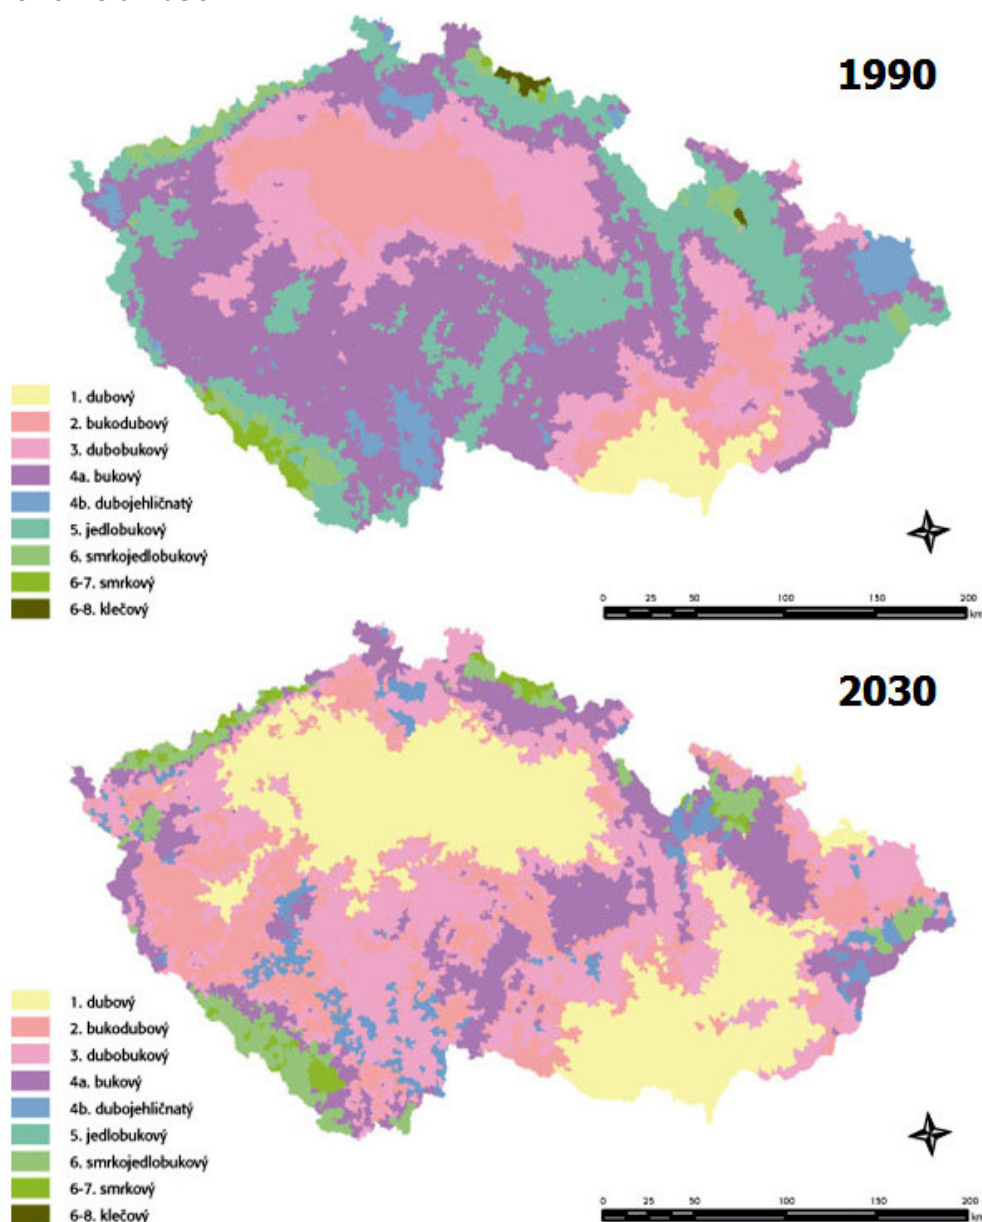 1990
1. dubový
2. bukodubový
3. dubobukový
4a. bukový
4b. dubojehličnatý
5. jedlobukový
6. smrkojedlobukový
6-7. smrkový
6-8. klečový
0 25 50 100 150 200
km
2030
1. dubový
2. bukodubový
3. dubobukový
4a. bukový
4b. dubojehličnatý
5. jedlobukový
6. smrkojedlobukový
6-7. smrkový
6-8. klečový
0 25 50 100 150 200
km